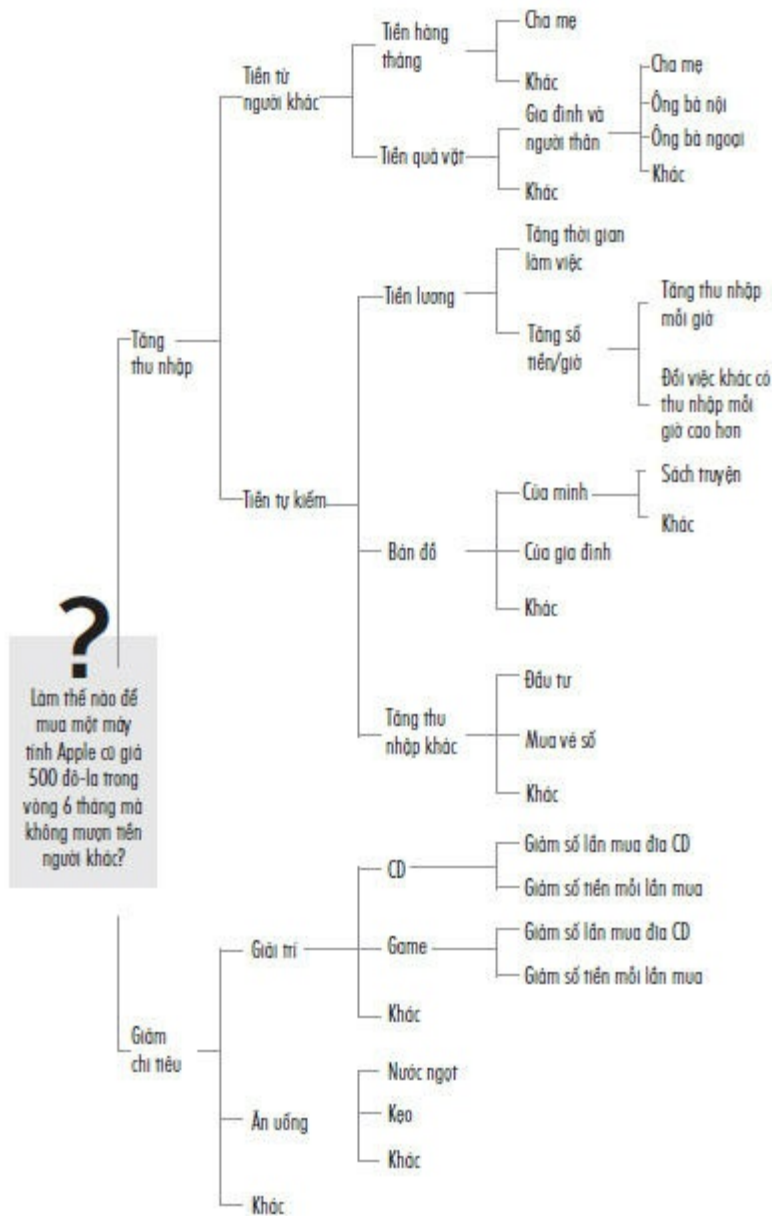 Tăng
thu nhập
Tiền từ
người khác
Tiền hàng
tháng
Cha mẹ
Khác
Tiền quà vặt
Gia đình và
người thân
Cha mẹ
Ông bà nội
Ông bà ngoại
Khác
Khác
Tiền tự kiếm
Tiền lương
Tăng thời gian
làm việc
Tăng số
tiền/giờ
Tăng thu nhập
mỗi giờ
Đổi việc khác có
thu nhập mỗi
giờ cao hơn
Bán đồ
Của mình
Sách truyện
Khác
Của gia đình
Khác
Tăng thu
nhập khác
Đầu tư
Mua vé số
Khác
?
Làm thế nào để
mua một máy
tính Apple cũ giá
500 đô-la trong
vòng 6 tháng mà
không mượn tiền
người khác?
Giảm
chi tiêu
Giải trí
CD
Giảm số lần mua đĩa CD
Giảm số tiền mỗi lần mua
Game
Giảm số lần mua đĩa CD
Giảm số tiền mỗi lần mua
Khác
Ăn uống
Nước ngọt
Kẹo
Khác
Khác